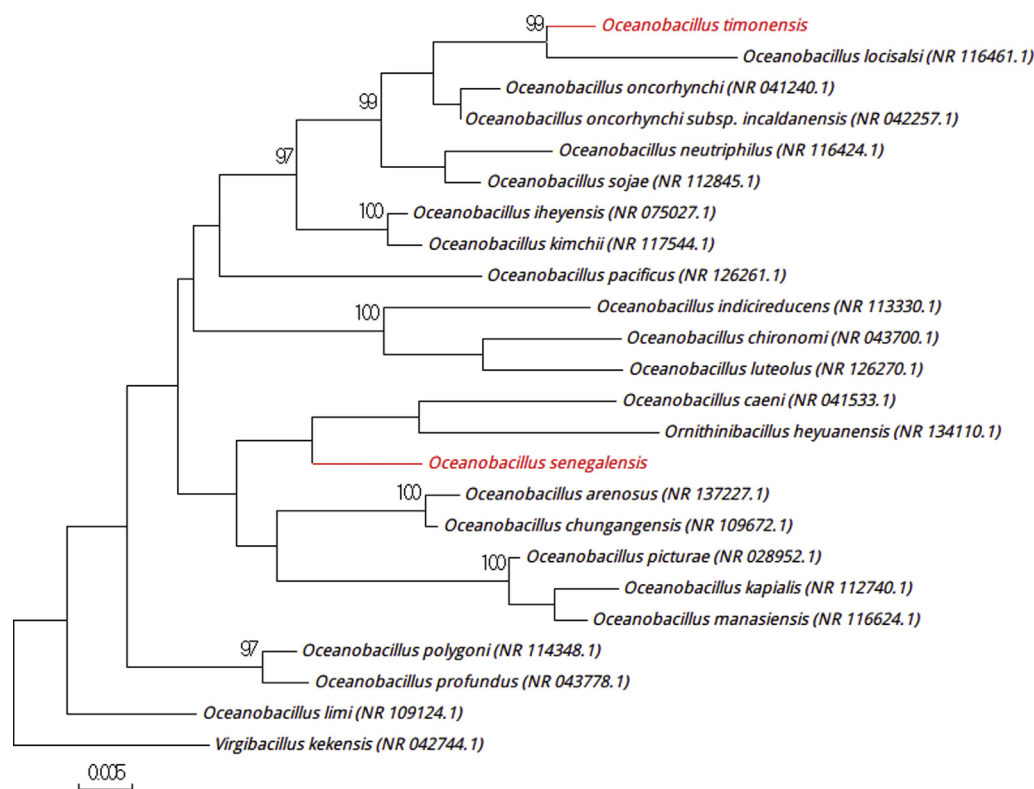 99
Oceanobacillus timonensis
Oceanobacillus locisalsi (NR 116461.1)
Oceanobacillus oncorhynchi (NR 041240.1)
99
Oceanobacillus oncorhynchi subsp. incaldanensis (NR 042257.1)
97
Oceanobacillus neutriphilus (NR 116424.1)
Oceanobacillus sojae (NR 112845.1)
100
Oceanobacillus iheyensis (NR 075027.1)
Oceanobacillus kimchii (NR 117544.1)
Oceanobacillus pacificus (NR 126261.1)
Oceanobacillus indicireducens (NR 113330.1)
100
Oceanobacillus chironomi (NR 043700.1)
Oceanobacillus luteolus (NR 126270.1)
Oceanobacillus caeni (NR 041533.1)
Ornithinibacillus heyuanensis (NR 134110.1)
Oceanobacillus senegalensis
100
Oceanobacillus arenosus (NR 137227.1)
Oceanobacillus chungangensis (NR 109672.1)
100
Oceanobacillus picturae (NR 028952.1)
Oceanobacillus kapialis (NR 112740.1)
Oceanobacillus manasiensis (NR 116624.1)
97
Oceanobacillus polygoni (NR 114348.1)
Oceanobacillus profundus (NR 043778.1)
Oceanobacillus limi (NR 109124.1)
Virgibacillus kekensis (NR 042744.1)
0.005